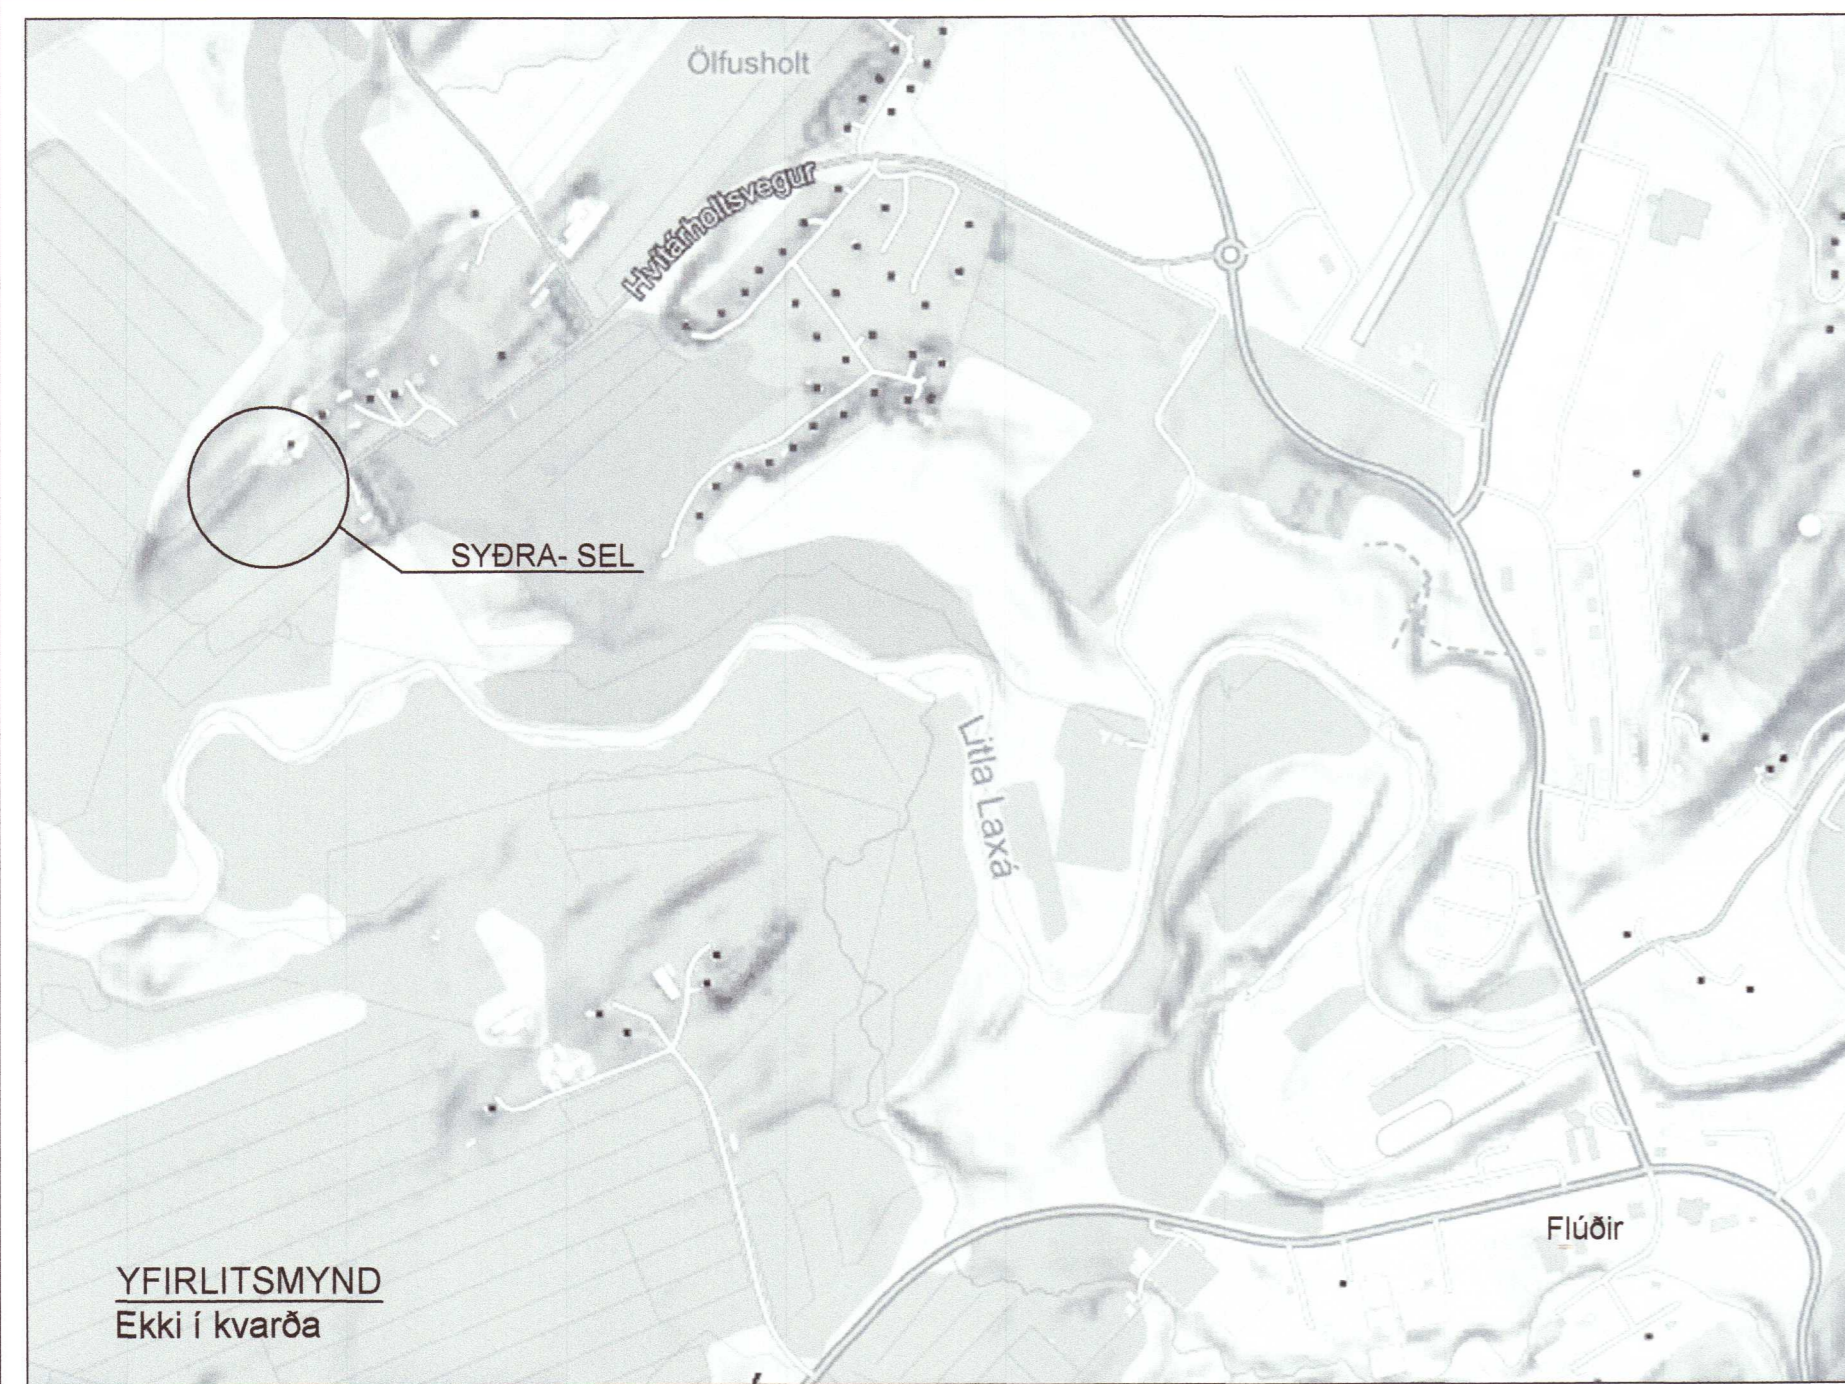 Ölfusholt
Hvítárholtsvegur
SYÐRA- SEL
Litla Laxá
Flúðir
YFIRLITSMYND
Ekki í kvarða